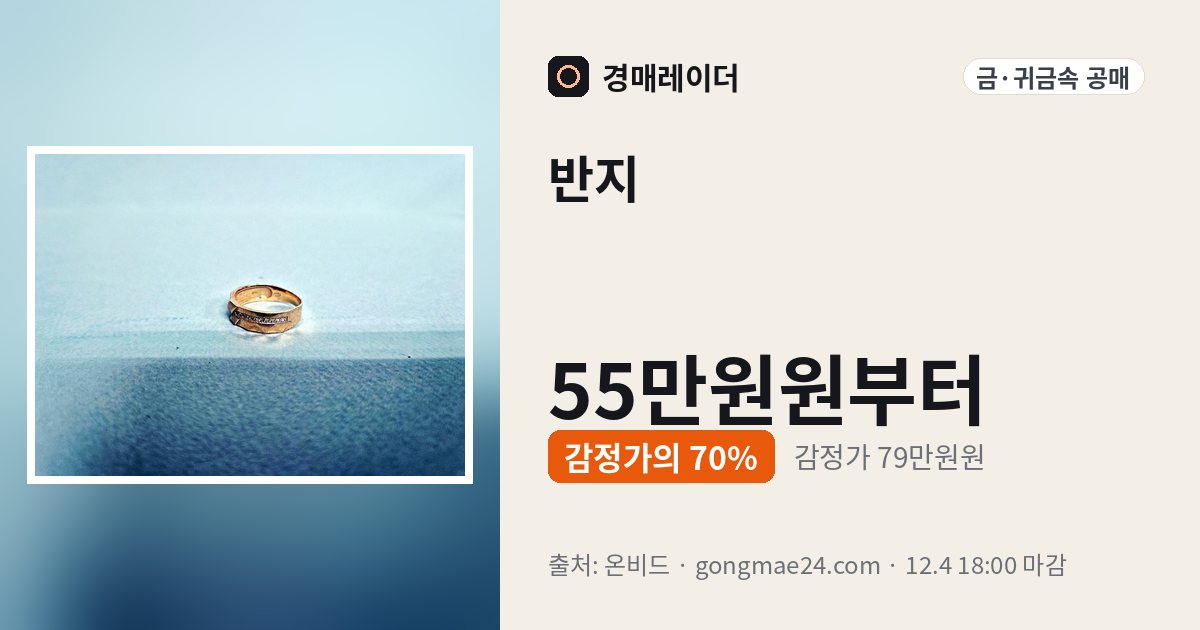 경매레이더
금·귀금속 공매
반지
55만원원부터
감정가의 70%
감정가 79만원원
출처: 온비드 · gongmae24.com · 12.4 18:00 마감